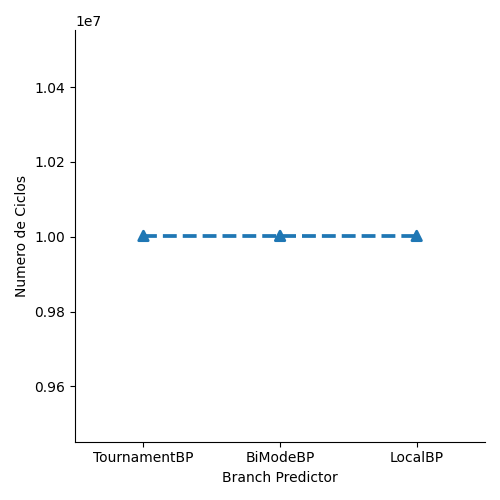 1e7
1.04
1.02
1.00
0.98
0.96
Numero de Ciclos
TournamentBP BiModeBP LocalBP
Branch Predictor